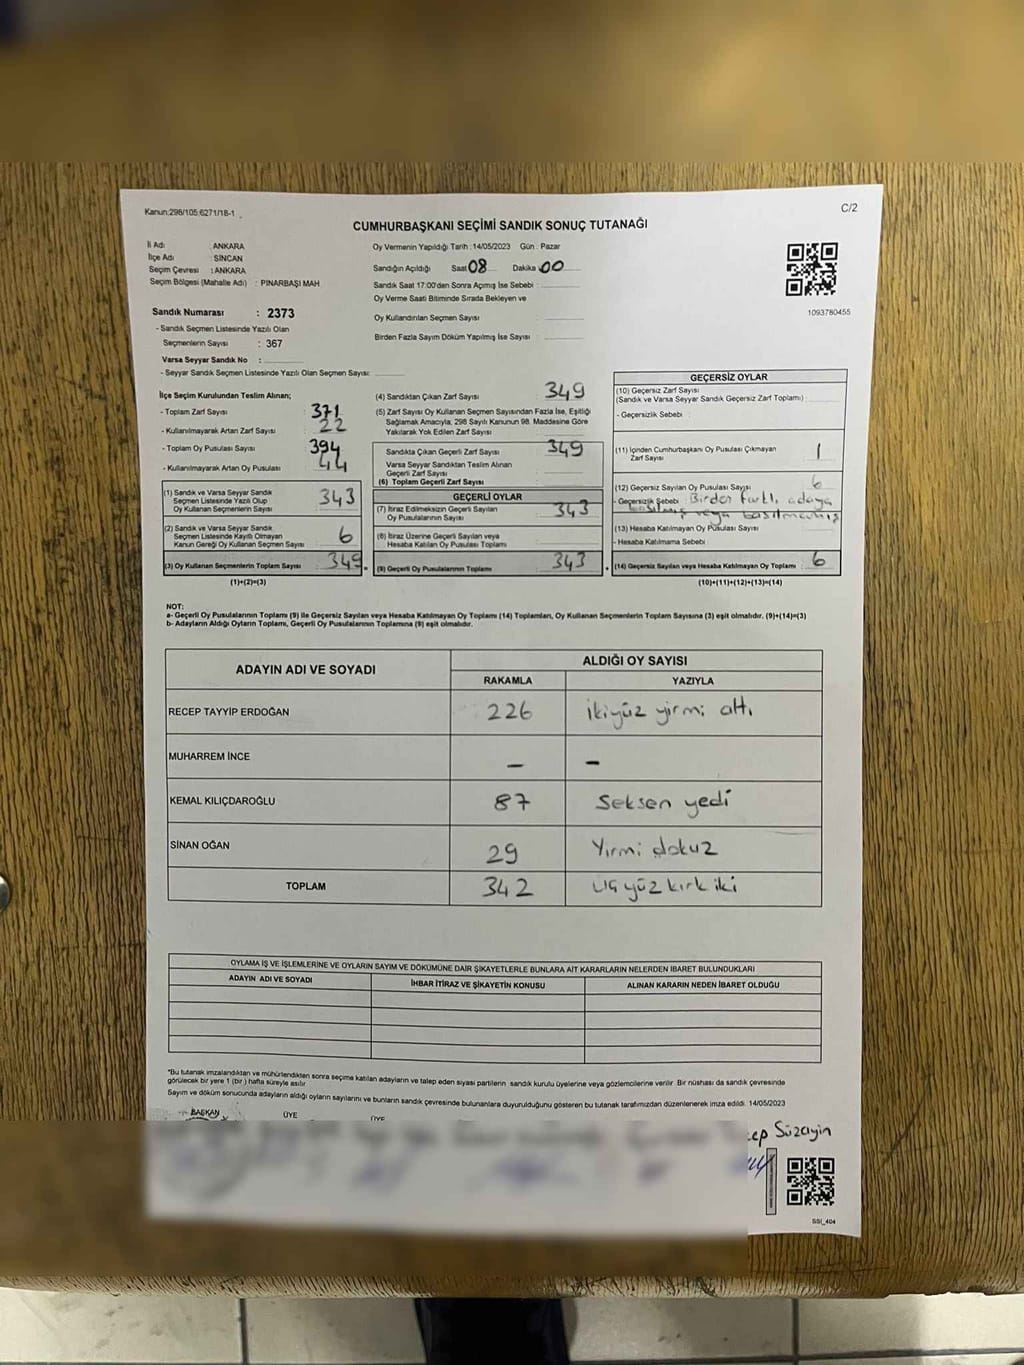 Kanun:298/105 6271/18-1
C/2
CUMHURBAŞKANI SEÇİMİ SANDIK SONUÇ TUTANAĞI
İl Adı : ANKARA
İlçe Adı : SİNCAN
Seçim Çevresi : ANKARA
Seçim Bölgesi (Mahalle Adı) : PINARBAŞI MAH
Sandık Numarası : 2373
- Sandık Seçmen Listesinde Yazılı Olan
Seçmenlerin Sayısı : 367
Varsa Seyyar Sandık No :
- Seyyar Sandık Seçmen Listesinde Yazılı Olan Seçmen Sayısı:
Oy Vermenin Yapıldığı Tarih :14/05/2023 Gün : Pazar
Sandığın Açıldığı Saat 08 Dakika 00
Sandık Saat 17:00'den Sonra Açımış İse Sebebi :
Oy Verme Saati Bitiminde Sırada Bekleyen ve
Oy Kullandırılan Seçmen Sayısı :
Birden Fazla Sayım Döküm Yapılmış İse Sayısı :
1093780455
İlçe Seçim Kurulundan Teslim Alınan;
- Toplam Zarf Sayısı : 371
- Kullanılmayarak Artan Zarf Sayısı : 22
- Toplam Oy Pusulası Sayısı : 394
- Kullanılmayarak Artan Oy Pusulası : 44
(1) Sandık ve Varsa Seyyar Sandık
Seçmen Listesinde Yazılı Olup
Oy Kullanan Seçmenlerin Sayısı : 343
(2) Sandık ve Varsa Seyyar Sandık
Seçmen Listesinde Kayıtlı Olmayan
Kanun Gereği Oy Kullanan Seçmen Sayısı : 6
(3) Oy Kullanan Seçmenlerin Toplam Sayısı : 349
(1)+(2)=(3)
(4) Sandıktan Çıkan Zarf Sayısı : 349
(5) Zarf Sayısı Oy Kullanan Seçmen Sayısından Fazla İse, Eşitliği
Sağlamak Amacıyla, 298 Sayılı Kanunun 98. Maddesine Göre
Yakılarak Yok Edilen Zarf Sayısı :
Sandıkta Çıkan Geçerli Zarf Sayısı : 349
Varsa Seyyar Sandıktan Teslim Alınan
Geçerli Zarf Sayısı :
(6) Toplam Geçerli Zarf Sayısı :
GEÇERLİ OYLAR
(7) İtiraz Edilmeksizin Geçerli Sayılan
Oy Pusulasının Sayısı : 343
(8) İtiraz Üzerine Geçerli Sayılan veya
Hesaba Katılan Oy Pusulası Toplamı :
(9) Geçerli Oy Pusulalarının Toplamı : 343
GEÇERSİZ OYLAR
(10) Geçersiz Zarf Sayısı
(Sandık ve Varsa Seyyar Sandık Geçersiz Zarf Toplamı) :
- Geçersizlik Sebebi :
(11) İçinden Cumhurbaşkanı Oy Pusulası Çıkmayan
Zarf Sayısı : 1
(12) Geçersiz Sayılan Oy Pusulası Sayısı : 6
- Geçersizlik Sebebi : Birden farklı adaya
basılmış veya basılmamış
(13) Hesaba Katılmayan Oy Pusulası Sayısı :
- Hesaba Katılmama Sebebi :
(14) Geçersiz Sayılan veya Hesaba Katılmayan Oy Toplamı : 6
(10)+(11)+(12)+(13)=(14)
NOT:
a- Geçerli Oy Pusulalarının Toplamı (9) ile Geçersiz Sayılan veya Hesaba Katılmayan Oy Toplamı (14) Toplamları, Oy Kullanan Seçmenlerin Toplam Sayısına (3) eşit olmalıdır. (9)+(14)=(3)
b- Adayların Aldığı Oyların Toplamı, Geçerli Oy Pusulalarının Toplamına (9) eşit olmalıdır.
ADAYIN ADI VE SOYADI ALDIĞI OY SAYISI
RAKAMLA YAZIYLA
RECEP TAYYİP ERDOĞAN 226 ikiyüz yirmi altı
MUHARREM İNCE – –
KEMAL KILIÇDAROĞLU 87 Seksen yedi
SİNAN OĞAN 29 Yirmi dokuz
TOPLAM 342 üç yüz kırk iki
OYLAMA İŞ VE İŞLEMLERİNE VE OYLARIN SAYIM VE DÖKÜMÜNE DAİR ŞİKAYETLERLE BUNLARA AİT KARARLARIN NELERDEN İBARET BULUNDUKLARI
ADAYIN ADI VE SOYADI İHBAR İTİRAZ VE ŞİKAYETİN KONUSU ALINAN KARARIN NEDEN İBARET OLDUĞU
*Bu tutanak imzalandıktan ve mühürlendikten sonra seçime katılan adayların ve talep eden siyasi partilerin sandık kurulu üyelerine veya gözlemcilerine verilir. Bir nüshası da sandık çevresinde
görülecek bir yere 1 (bir) hafta süreyle asılır.
Sayım ve döküm sonucunda adayların aldığı oyların sayılarını ve bunların sandık çevresinde bulunanlara duyurulduğunu gösteren bu tutanak tarafımızdan düzenlenerek imza edildi. 14/05/2023
BAŞKAN ÜYE ÜYE
cep Süzayin
SSİ_404